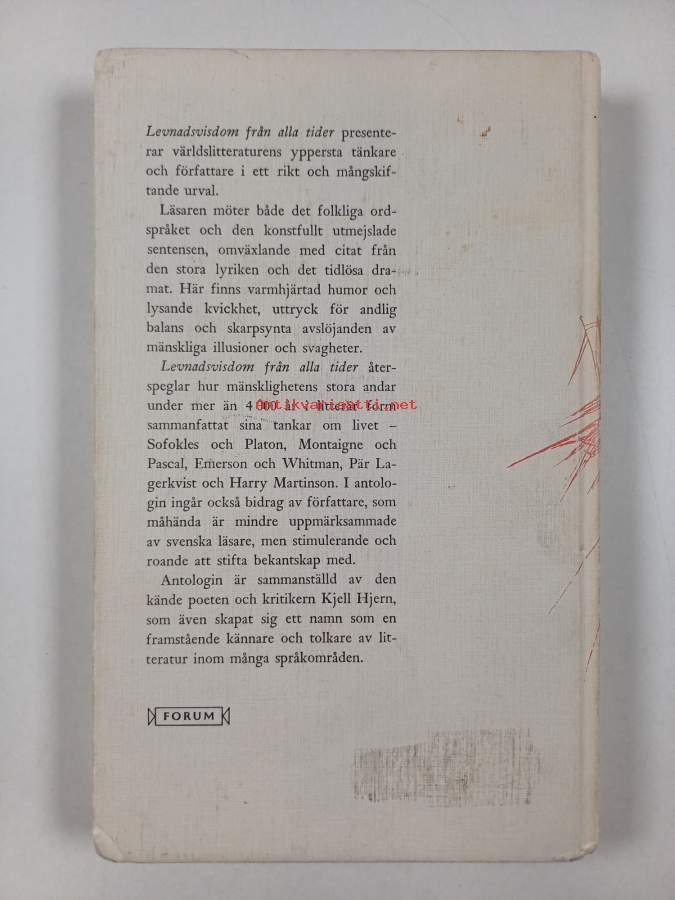 Levnadsvisdom från alla tider presente-
rar världslitteraturens yppersta tänkare
och författare i ett rikt och mångskif-
tande urval.
Läsaren möter både det folkliga ord-
språket och den konstfullt utmejslade
sentensen, omväxlande med citat från
den stora lyriken och det tidlösa dra-
mat. Här finns varmhjärtad humor och
lysande kvickhet, uttryck för andlig
balans och skarpsynta avslöjanden av
mänskliga illusioner och svagheter.
Levnadsvisdom från alla tider åter-
speglar hur mänsklighetens stora andar
under mer än 4 000 år i litterär form
antikvariaatti.net
sammanfattat sina tankar om livet –
Sofokles och Platon, Montaigne och
Pascal, Emerson och Whitman, Pär La-
gerkvist och Harry Martinson. I antolo-
gin ingår också bidrag av författare, som
måhända är mindre uppmärksammade
av svenska läsare, men stimulerande och
roande att stifta bekantskap med.
Antologin är sammanställd av den
kände poeten och kritikern Kjell Hjern,
som även skapat sig ett namn som en
framstående kännare och tolkare av lit-
teratur inom många språkområden.
FORUM